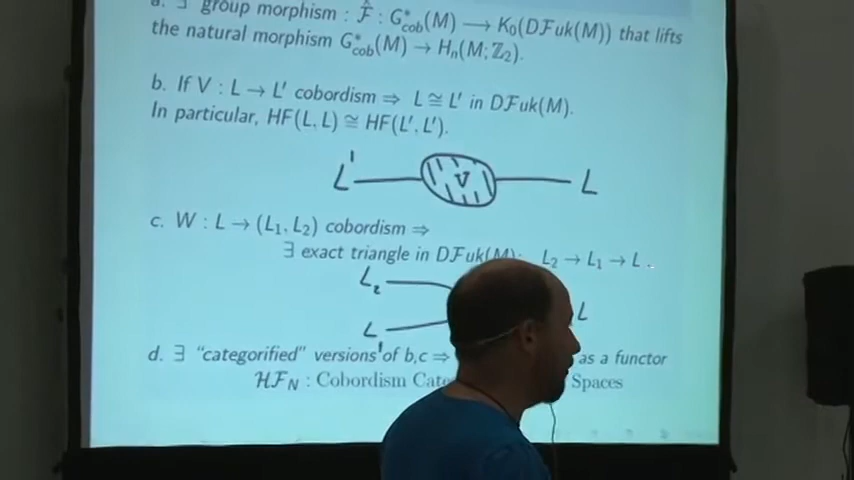 a. ∃ group morphism : F̂ : G*cob(M) ⟶ K₀(DFuk(M)) that lifts
the natural morphism G*cob(M) → Hₙ(M; ℤ₂).
b. If V : L → L' cobordism ⇒ L ≅ L' in DFuk(M).
In particular, HF(L, L) ≅ HF(L', L').
L' V L
c. W : L → (L₁, L₂) cobordism ⇒
∃ exact triangle in DFuk(M): L₂ → L₁ → L.
L₂
L
L₁
d. ∃ "categorified" versions of b,c ⇒ as a functor
HF_N : Cobordism Spaces